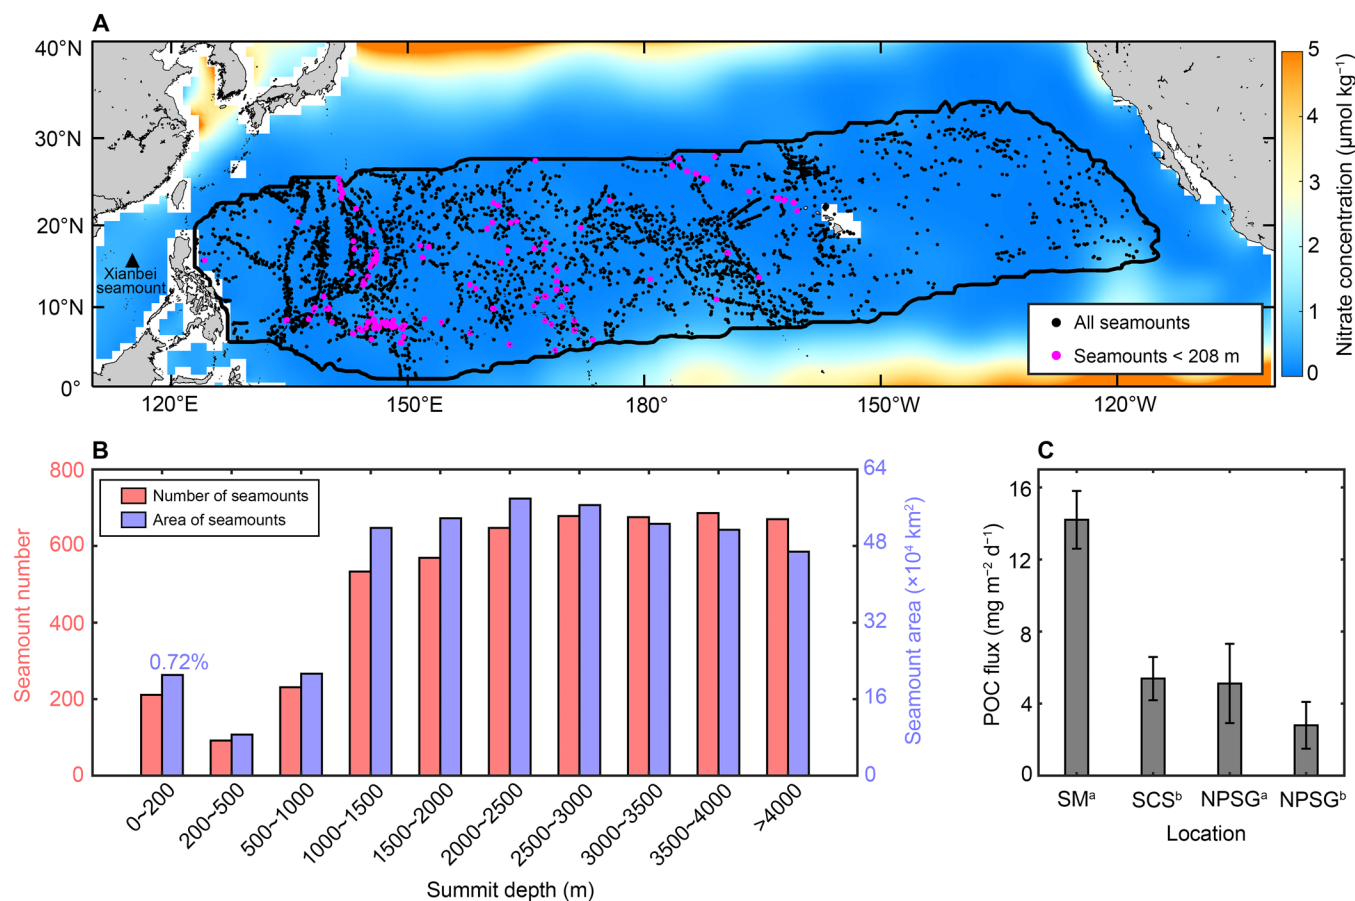 A
40°N
30°N
20°N
10°N
0°
120°E
150°E
180°
150°W
120°W
Xianbei
seamount
All seamounts
Seamounts < 208 m
5
4
3
2
1
0
Nitrate concentration (μmol kg⁻¹)
B
800
600
400
200
0
Seamount number
Number of seamounts
Area of seamounts
0.72%
64
48
32
16
0
Seamount area (×10⁴ km²)
0~200
200~500
500~1000
1000~1500
1500~2000
2000~2500
2500~3000
3000~3500
3500~4000
>4000
Summit depth (m)
C
16
12
8
4
0
POC flux (mg m⁻² d⁻¹)
SMᵃ
SCSᵇ
NPSGᵃ
NPSGᵇ
Location